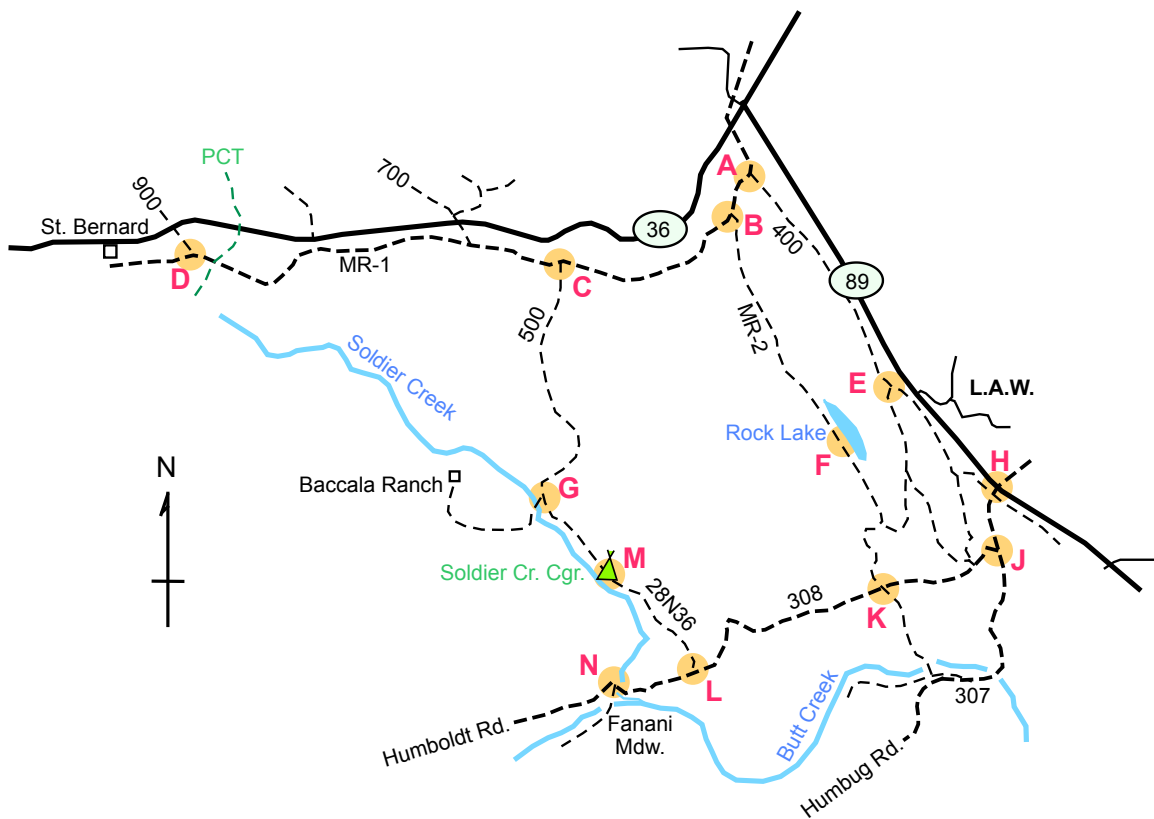 A
PCT
700
900
B
St. Bernard
36
400
D
MR-1
C
89
500
MR-2
Soldier Creek
E
L.A.W.
Rock Lake
F
N
Baccala Ranch
G
H
M
J
Soldier Cr. Cgr.
28N36
308
K
N
L
307
Fanani
Mdw.
Butt Creek
Humboldt Rd.
Humbug Rd.